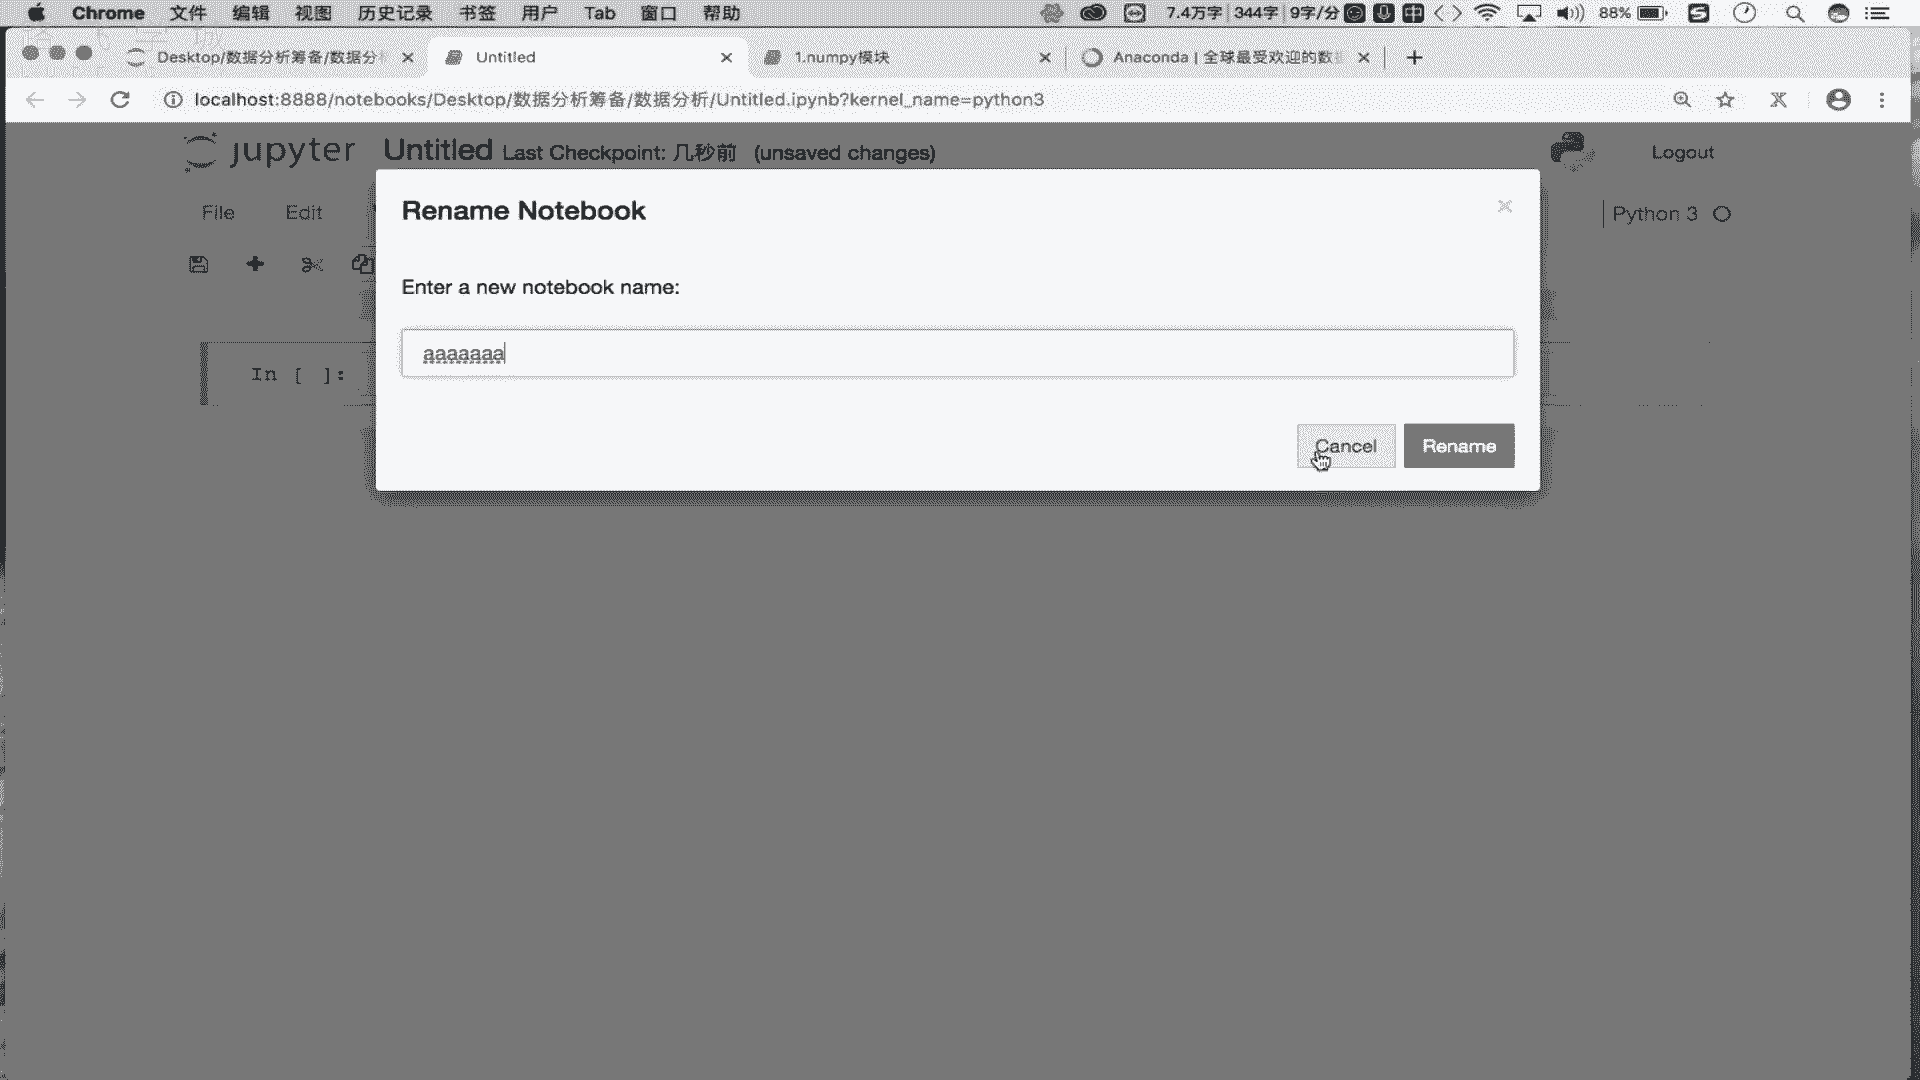 Chrome 文件 编辑 视图 历史记录 书签 用户 Tab 窗口 帮助 7.4万字 344字 9字/分 中 88%
Desktop/数据分析筹备/数据分 Untitled 1.numpy模块 Anaconda | 全球最受欢迎的数
localhost:8888/notebooks/Desktop/数据分析筹备/数据分析/Untitled.ipynb?kernel_name=python3
jupyter Untitled Last Checkpoint: 几秒前 (unsaved changes) Logout
Rename Notebook
File Edit Python 3
Enter a new notebook name:
aaaaaaa
In [ ]:
Cancel Rename